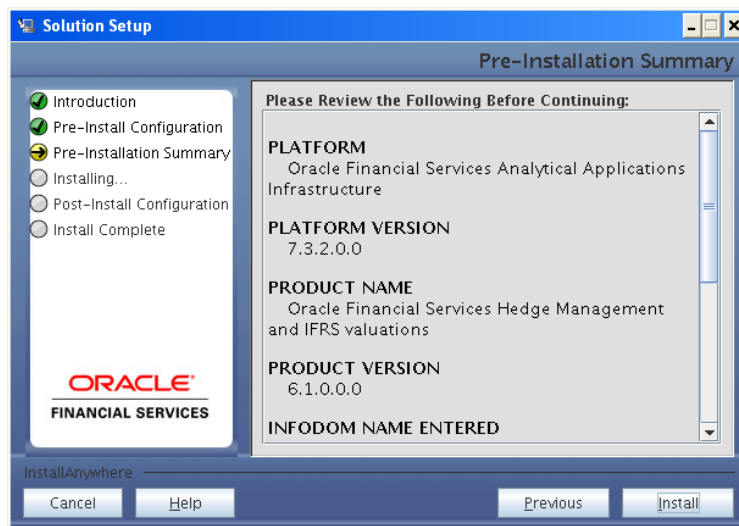 Solution Setup
Pre-Installation Summary
Introduction
Pre-Install Configuration
Pre-Installation Summary
Installing...
Post-Install Configuration
Install Complete
ORACLE
FINANCIAL SERVICES
Please Review the Following Before Continuing:
PLATFORM
Oracle Financial Services Analytical Applications
Infrastructure
PLATFORM VERSION
7.3.2.0.0
PRODUCT NAME
Oracle Financial Services Hedge Management
and IFRS valuations
PRODUCT VERSION
6.1.0.0.0
INFODOM NAME ENTERED
InstallAnywhere
Cancel
Help
Previous
Install